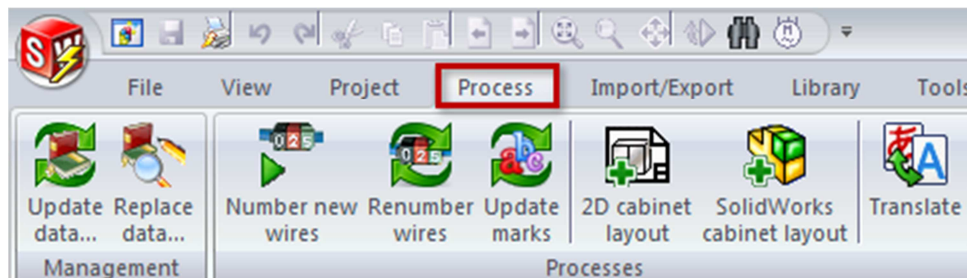 File View Project Process Import/Export Library Tools
Update data... Replace data... Number new wires Renumber wires Update marks 2D cabinet layout SolidWorks cabinet layout Translate
Management Processes